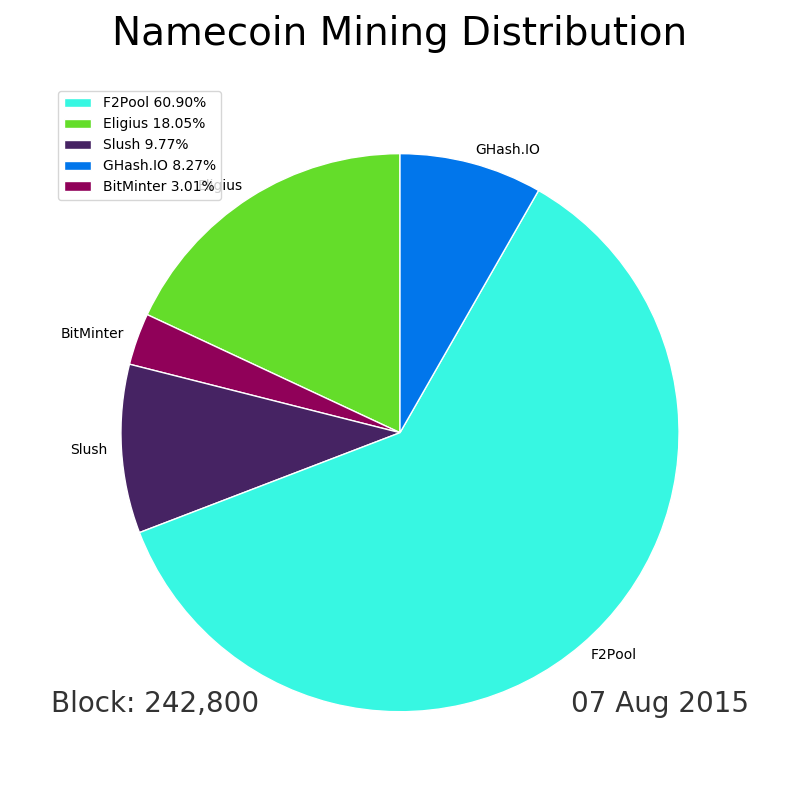 Namecoin Mining Distribution
F2Pool 60.90%
Eligius 18.05%
Slush 9.77%
GHash.IO 8.27%
BitMinter 3.01%
GHash.IO
Eligius
BitMinter
Slush
F2Pool
Block: 242,800
07 Aug 2015